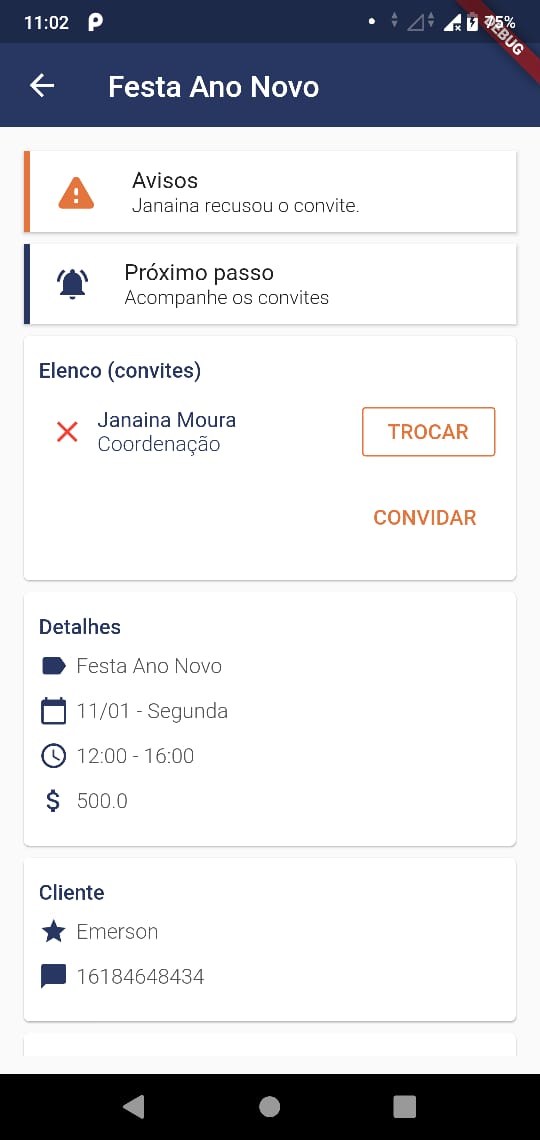 11:02
75%
DEBUG
Festa Ano Novo
Avisos
Janaina recusou o convite.
Próximo passo
Acompanhe os convites
Elenco (convites)
Janaina Moura
Coordenação
TROCAR
CONVIDAR
Detalhes
Festa Ano Novo
11/01 - Segunda
12:00 - 16:00
$ 500.0
Cliente
Emerson
16184648434